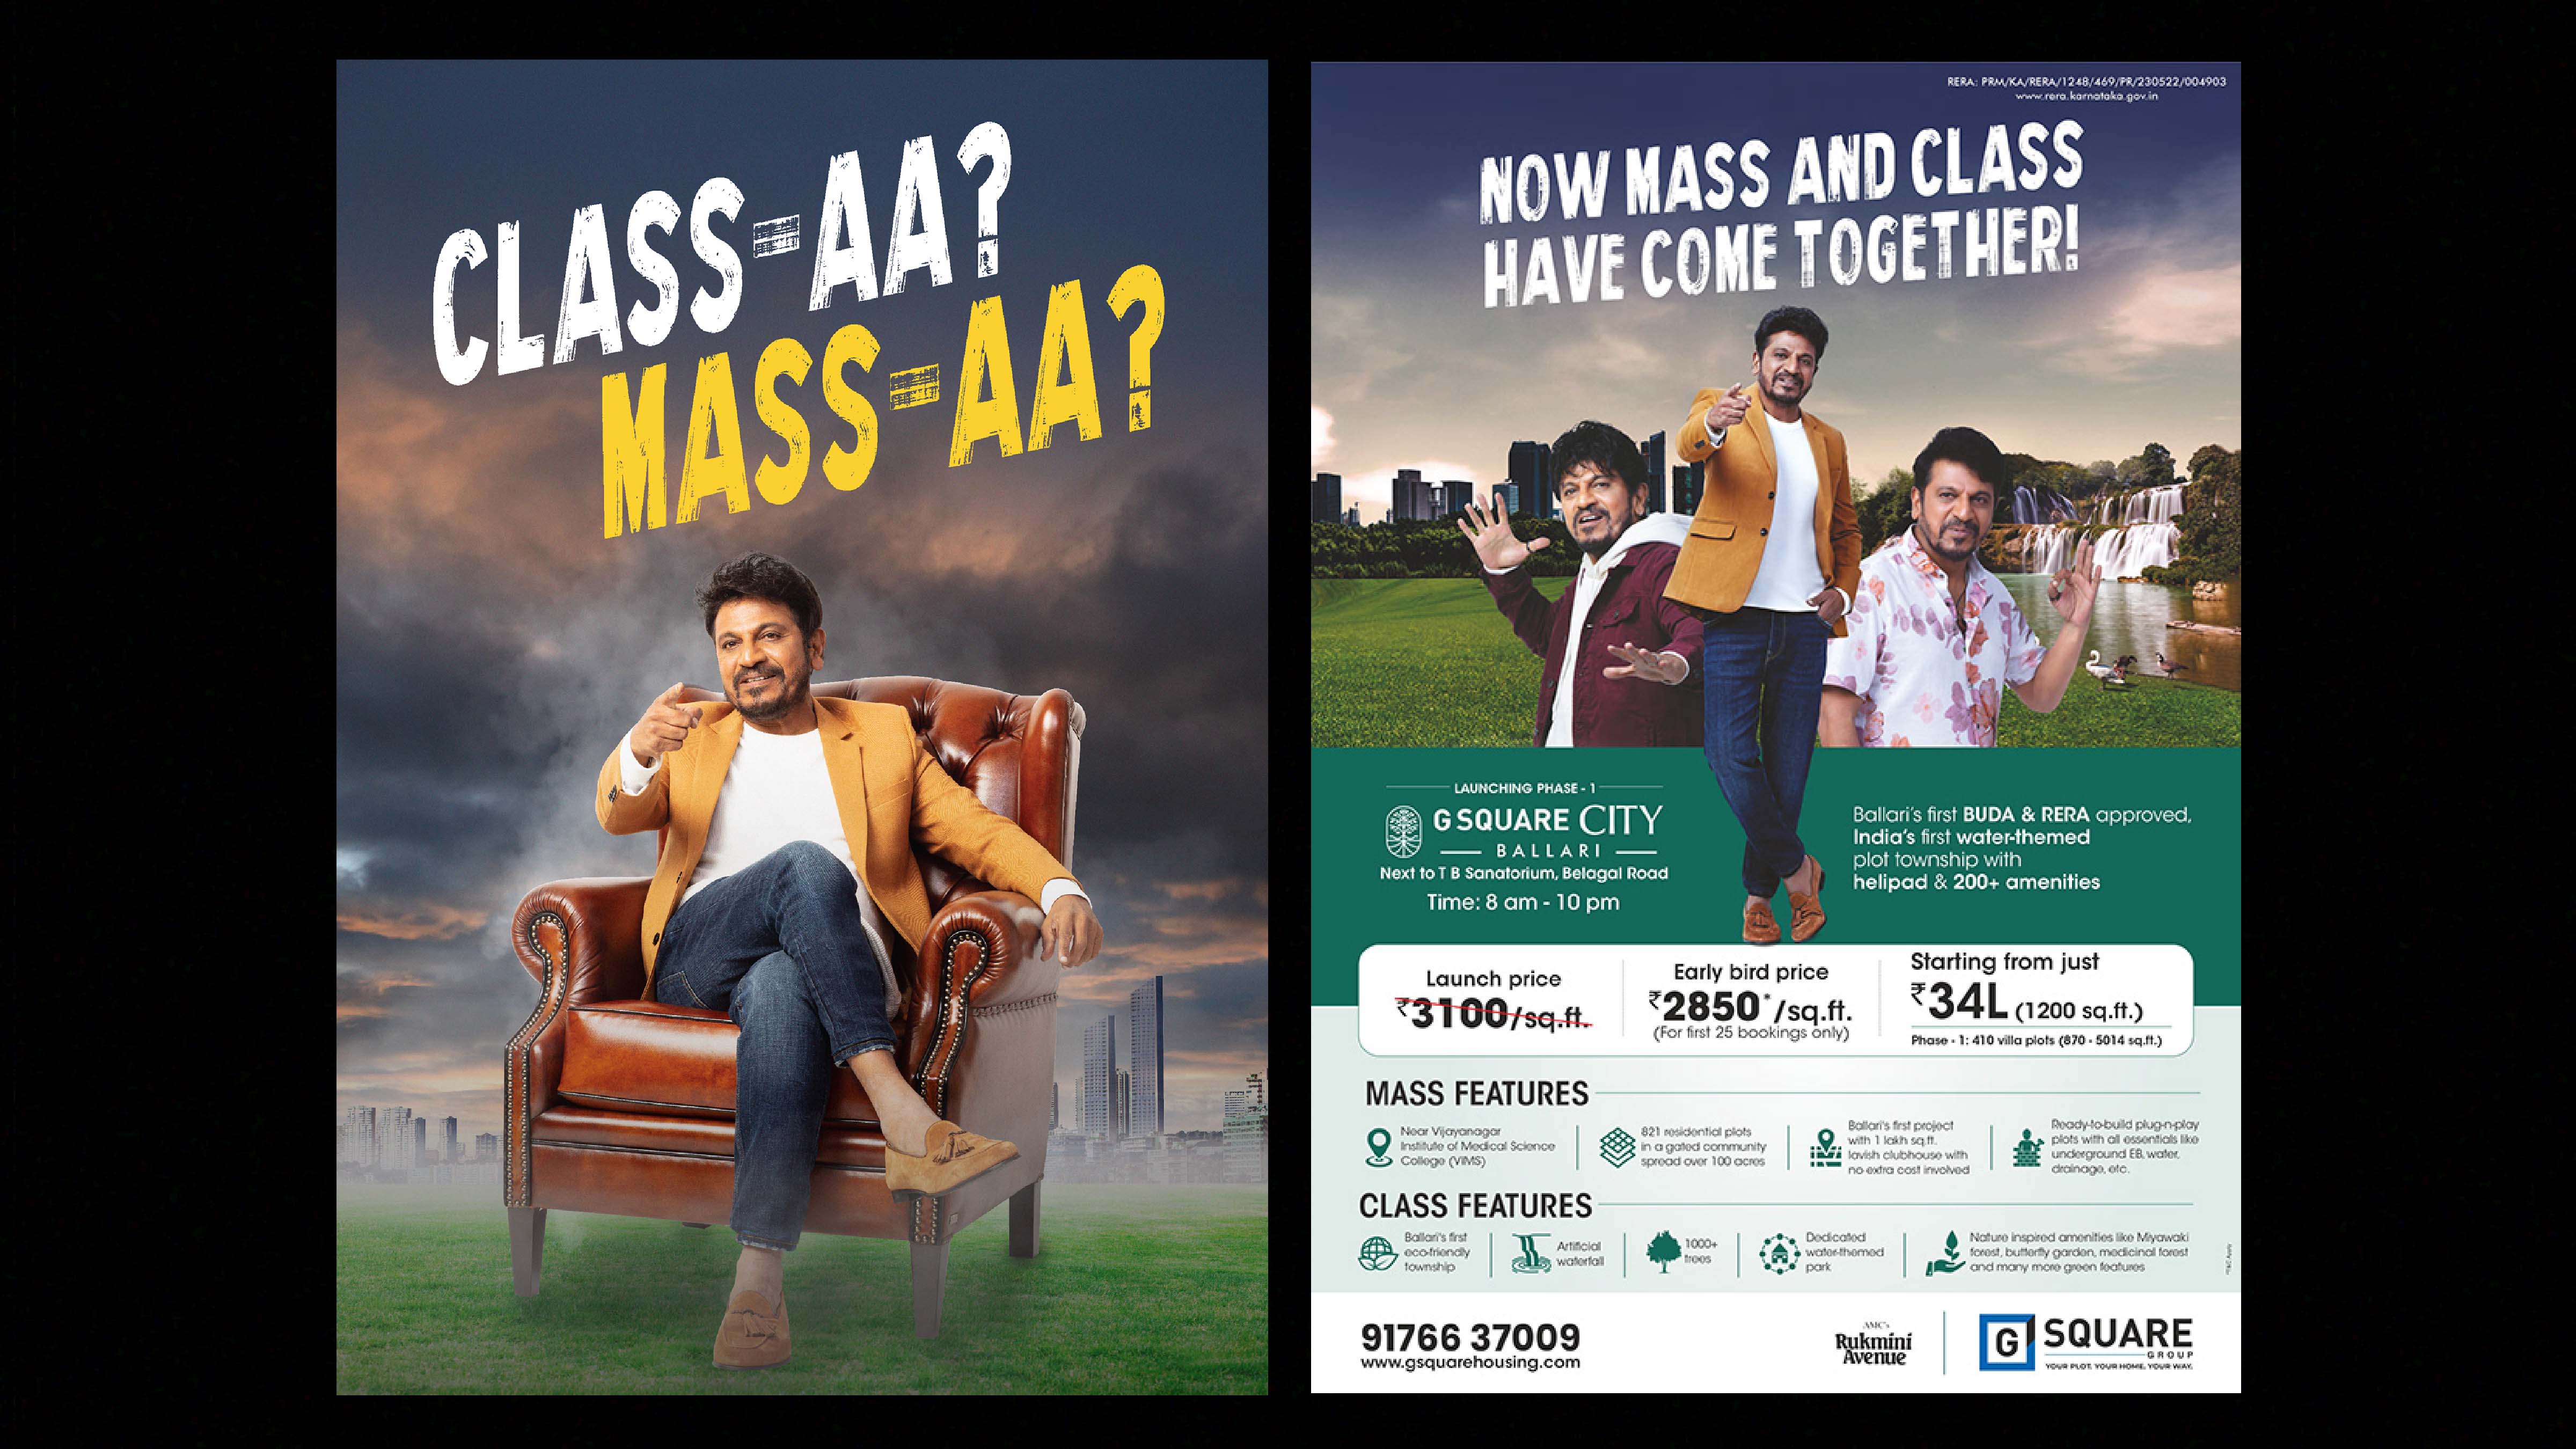 CLASS=AA?
MASS=AA?
RERA: PRM/KA/RERA/1248/469/PR/230522/004903
www.rera.karnataka.gov.in
NOW MASS AND CLASS
HAVE COME TOGETHER!
LAUNCHING PHASE - 1
G SQUARE CITY
BALLARI
Next to T B Sanatorium, Belagal Road
Time: 8 am - 10 pm
Ballari's first BUDA & RERA approved,
India's first water-themed
plot township with
helipad & 200+ amenities
Launch price
₹3100/sq.ft.
Early bird price
₹2850*/sq.ft.
(For first 25 bookings only)
Starting from just
₹34L (1200 sq.ft.)
Phase - 1: 410 villa plots (870 - 5014 sq.ft.)
MASS FEATURES
Near Vijayanagar
Institute of Medical Science
College (VIMS)
821 residential plots
in a gated community
spread over 100 acres
Ballari's first project
with 1 lakh sq.ft.
lavish clubhouse with
no extra cost involved
Ready-to-build plug-n-play
plots with all essentials like
underground EB, water,
drainage, etc.
CLASS FEATURES
Ballari's first
eco-friendly
township
Artificial
waterfall
1000+
trees
Dedicated
water-themed
park
Nature inspired amenities like Miyawaki
forest, butterfly garden, medicinal forest
and many more green features
*T&C Apply
91766 37009
www.gsquarehousing.com
AMC's
Rukmini
Avenue
G SQUARE
GROUP
YOUR PLOT. YOUR HOME. YOUR WAY.